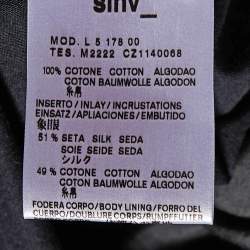 MOD. L 5 178 00
TES. M2222 CZ1140068
100% COTONE COTTON ALGODAO
COTON BAUMWOLLE ALGODON
INSERTO/INLAY/INCRUSTATIONS
EINSATZ/APLIACIONES/EMBUTIDO
51% SETA SILK SEDA
SOIE SEIDE SEDA
シルク
49% COTONE COTTON ALGODAO
COTON BAUMWOLLE ALGODON
FODERA CORPO/BODY LINING/FORRO DEL
CUERPO/DOUBLURE CORPS/RUMPFFUTTER